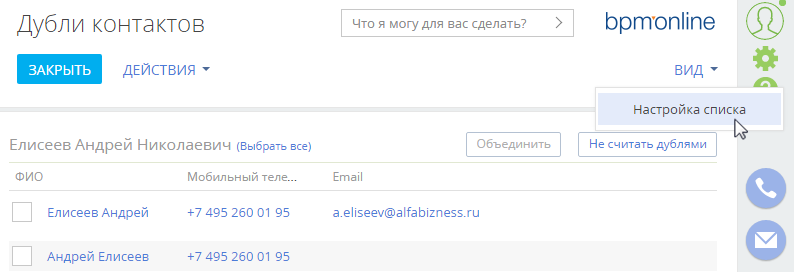 Дубли контактов
Что я могу для вас сделать?
bpmonline
ЗАКРЫТЬ
ДЕЙСТВИЯ
ВИД
Настройка списка
Елисеев Андрей Николаевич (Выбрать все)
Объединить
Не считать дублями
ФИО Мобильный теле... Email
Елисеев Андрей +7 495 260 01 95 a.eliseev@alfabizness.ru
Андрей Елисеев +7 495 260 01 95